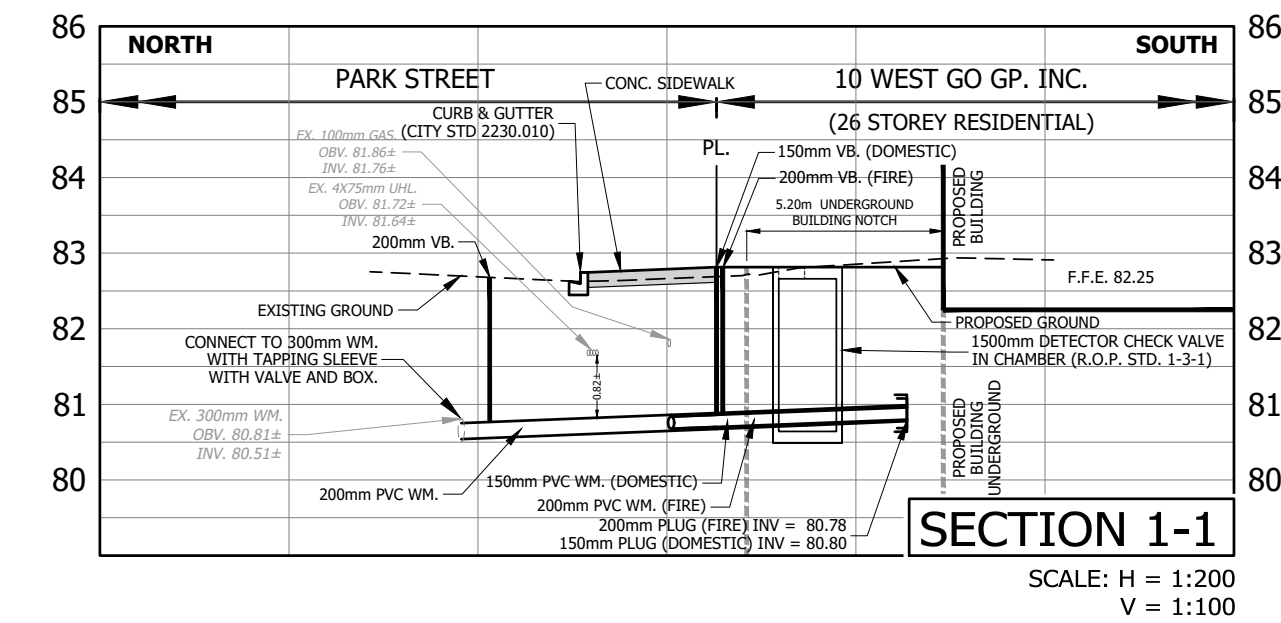 86
86
NORTH
SOUTH
PARK STREET
CONC. SIDEWALK
10 WEST GO GP. INC.
85
85
CURB & GUTTER
(CITY STD 2230.010)
(26 STOREY RESIDENTIAL)
EX. 100mm GAS.
OBV. 81.86±
INV. 81.76±
PL.
150mm VB. (DOMESTIC)
84
84
200mm VB. (FIRE)
EX. 4X75mm UHL.
OBV. 81.72±
INV. 81.64±
5.20m UNDERGROUND
BUILDING NOTCH
PROPOSED
BUILDING
200mm VB.
83
83
F.F.E. 82.25
EXISTING GROUND
PROPOSED GROUND
82
82
CONNECT TO 300mm WM.
WITH TAPPING SLEEVE
WITH VALVE AND BOX.
1500mm DETECTOR CHECK VALVE
IN CHAMBER (R.O.P. STD. 1-3-1)
0.82±
81
81
EX. 300mm WM.
OBV. 80.81±
INV. 80.51±
PROPOSED
BUILDING
UNDERGROUND
80
80
200mm PVC WM.
150mm PVC WM. (DOMESTIC)
200mm PVC WM. (FIRE)
200mm PLUG (FIRE) INV = 80.78
150mm PLUG (DOMESTIC) INV = 80.80
SECTION 1-1
SCALE: H = 1:200
V = 1:100